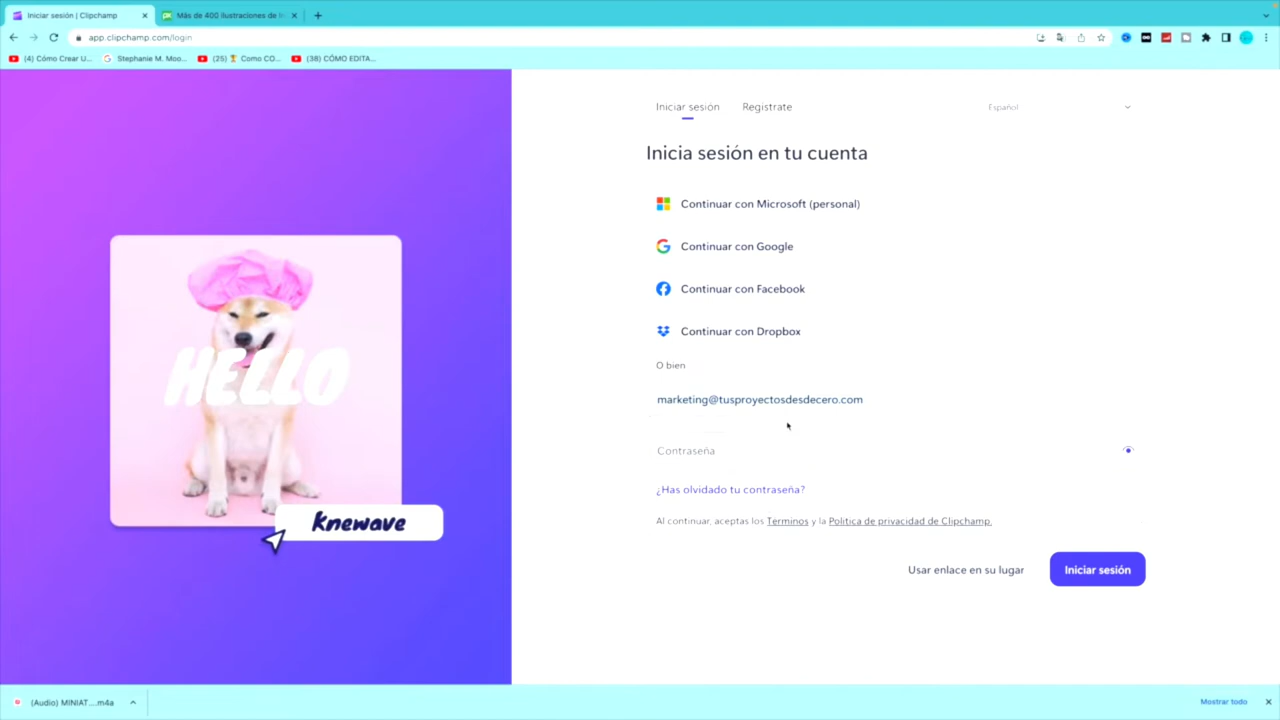 Iniciar sesión | Clipchamp
Más de 400 ilustraciones de
app.clipchamp.com/login
(4) Cómo Crear U...
Stephanie M. Moo...
(25) 🏆 Como CO...
(38) CÓMO EDITA...
Iniciar sesión
Regístrate
Español
Inicia sesión en tu cuenta
Continuar con Microsoft (personal)
Continuar con Google
Continuar con Facebook
Continuar con Dropbox
O bien
marketing@tusproyectosdesdecero.com
Contraseña
¿Has olvidado tu contraseña?
Al continuar, aceptas los Términos y la Política de privacidad de Clipchamp.
Usar enlace en su lugar
Iniciar sesión
HELLO
Knewave
(Audio) MINIAT....m4a
Mostrar todo